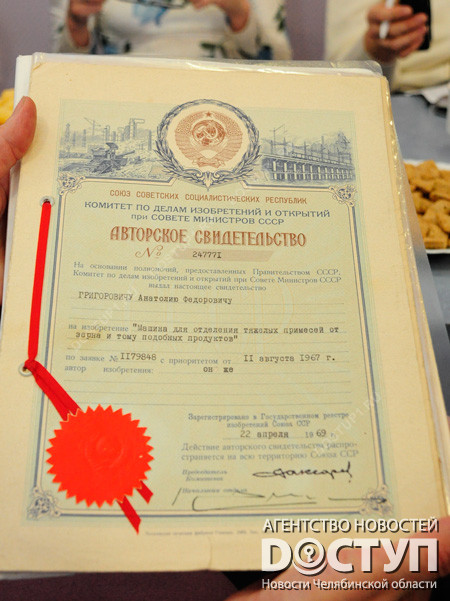 СОЮЗ СОВЕТСКИХ СОЦИАЛИСТИЧЕСКИХ РЕСПУБЛИК
КОМИТЕТ ПО ДЕЛАМ ИЗОБРЕТЕНИЙ И ОТКРЫТИЙ
при СОВЕТЕ МИНИСТРОВ СССР
АВТОРСКОЕ СВИДЕТЕЛЬСТВО
№ 247771
На основании полномочий, предоставленных Правительством СССР,
Комитет по делам изобретений и открытий при Совете Министров СССР
выдал настоящее свидетельство
ГРИГОРОВИЧУ Анатолию Федоровичу
на изобретение "Машина для отделения тяжелых примесей от
зерна и тому подобных продуктов"
по заявке № 1179848 с приоритетом от 11 августа 1967 г.
автор изобретения: он же
Зарегистрировано в Государственном реестре
изобретений Союза ССР
22 апреля 1969 г.
Действие авторского свидетельства распро-
страняется на всю территорию Союза ССР
Председатель
Комитета
Начальник отдела
АГЕНТСТВО НОВОСТЕЙ
ДОСТУП
Новости Челябинской области